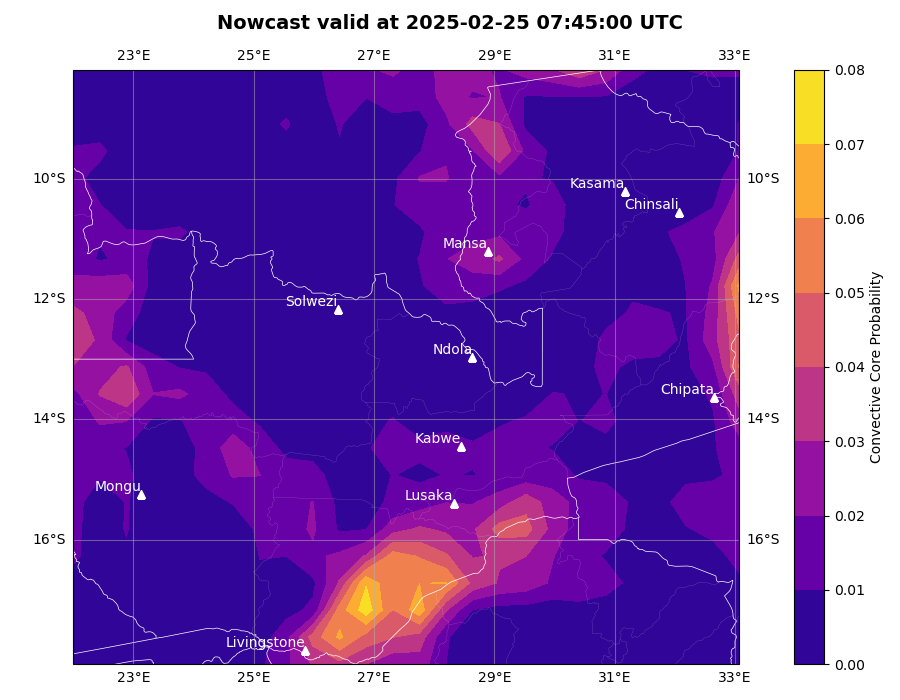 Nowcast valid at 2025-02-25 07:45:00 UTC
23°E 25°E 27°E 29°E 31°E 33°E
0.08
0.07
10°S Kasama 10°S
Chinsali
0.06
Mansa
0.05
12°S Solwezi 12°S
Ndola
0.04
Chipata
14°S 14°S
Kabwe
0.03
Mongu Lusaka
0.02
16°S 16°S
0.01
Livingstone
0.00
23°E 25°E 27°E 29°E 31°E 33°E
Convective Core Probability